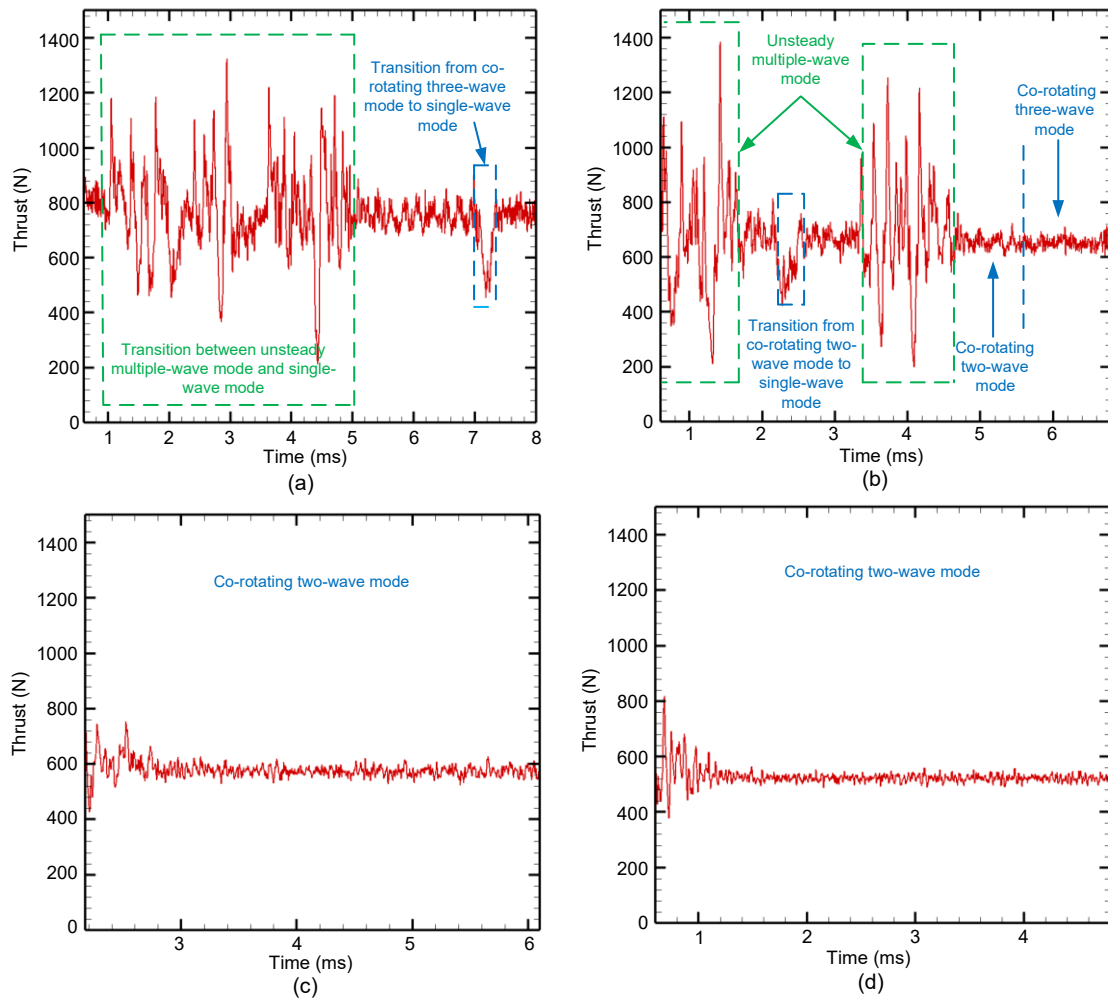 1400
1200
1000
800
600
400
200
0
Thrust (N)
Transition from co-
rotating three-wave
mode to single-wave
mode
Transition between unsteady
multiple-wave mode and single-
wave mode
1 2 3 4 5 6 7 8
Time (ms)
(a)
1400
1200
1000
800
600
400
200
0
Thrust (N)
Unsteady
multiple-wave
mode
Co-rotating
three-wave
mode
Transition from
co-rotating two-
wave mode to
single-wave
mode
Co-rotating
two-wave
mode
1 2 3 4 5 6
Time (ms)
(b)
1400
1200
1000
800
600
400
200
0
Thrust (N)
Co-rotating two-wave mode
3 4 5 6
Time (ms)
(c)
1400
1200
1000
800
600
400
200
0
Thrust (N)
Co-rotating two-wave mode
1 2 3 4
Time (ms)
(d)